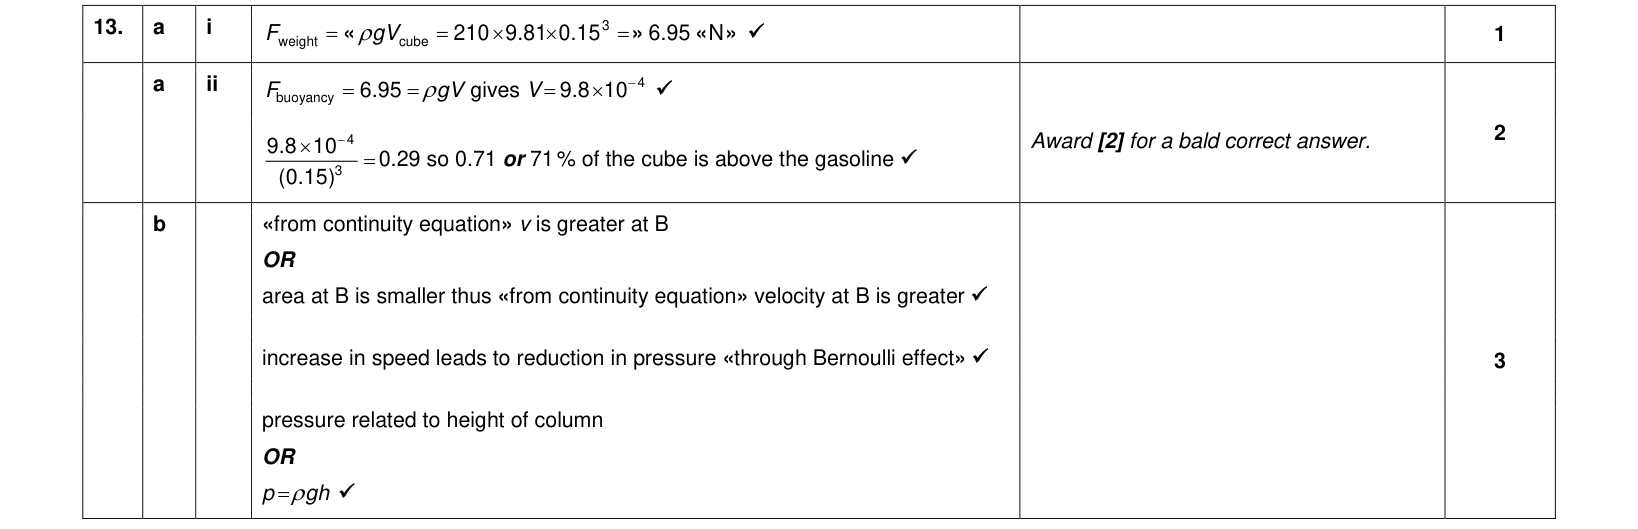 13. a i F_weight = « ρgV_cube = 210×9.81×0.15³ =» 6.95 «N» ✓ 1
a ii F_buoyancy = 6.95 = ρgV gives V=9.8×10⁻⁴ ✓
9.8×10⁻⁴/(0.15)³ = 0.29 so 0.71 or 71 % of the cube is above the gasoline ✓ Award [2] for a bald correct answer. 2
b «from continuity equation» v is greater at B
OR
area at B is smaller thus «from continuity equation» velocity at B is greater ✓
increase in speed leads to reduction in pressure «through Bernoulli effect» ✓ 3
pressure related to height of column
OR
p=ρgh ✓